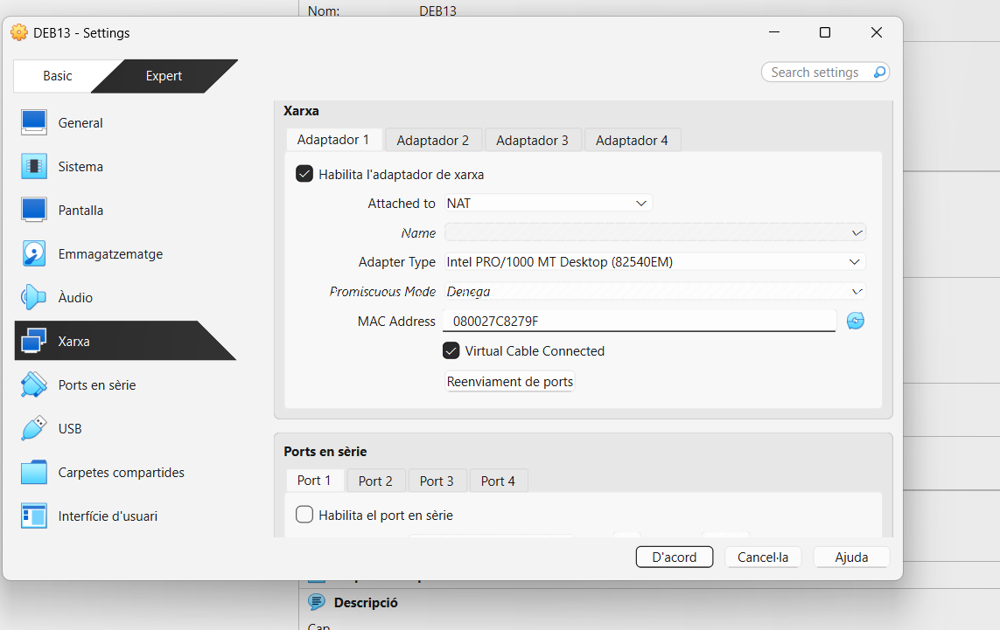 Nom: DEB13
DEB13 - Settings
Basic Expert
Search settings
General
Sistema
Pantalla
Emmagatzematge
Àudio
Xarxa
Ports en sèrie
USB
Carpetes compartides
Interfície d'usuari
Xarxa
Adaptador 1 Adaptador 2 Adaptador 3 Adaptador 4
Habilita l'adaptador de xarxa
Attached to NAT
Name
Adapter Type Intel PRO/1000 MT Desktop (82540EM)
Promiscuous Mode Denega
MAC Address 080027C8279F
Virtual Cable Connected
Reenviament de ports
Ports en sèrie
Port 1 Port 2 Port 3 Port 4
Habilita el port en sèrie
D'acord Cancel·la Ajuda
Descripció
Cap